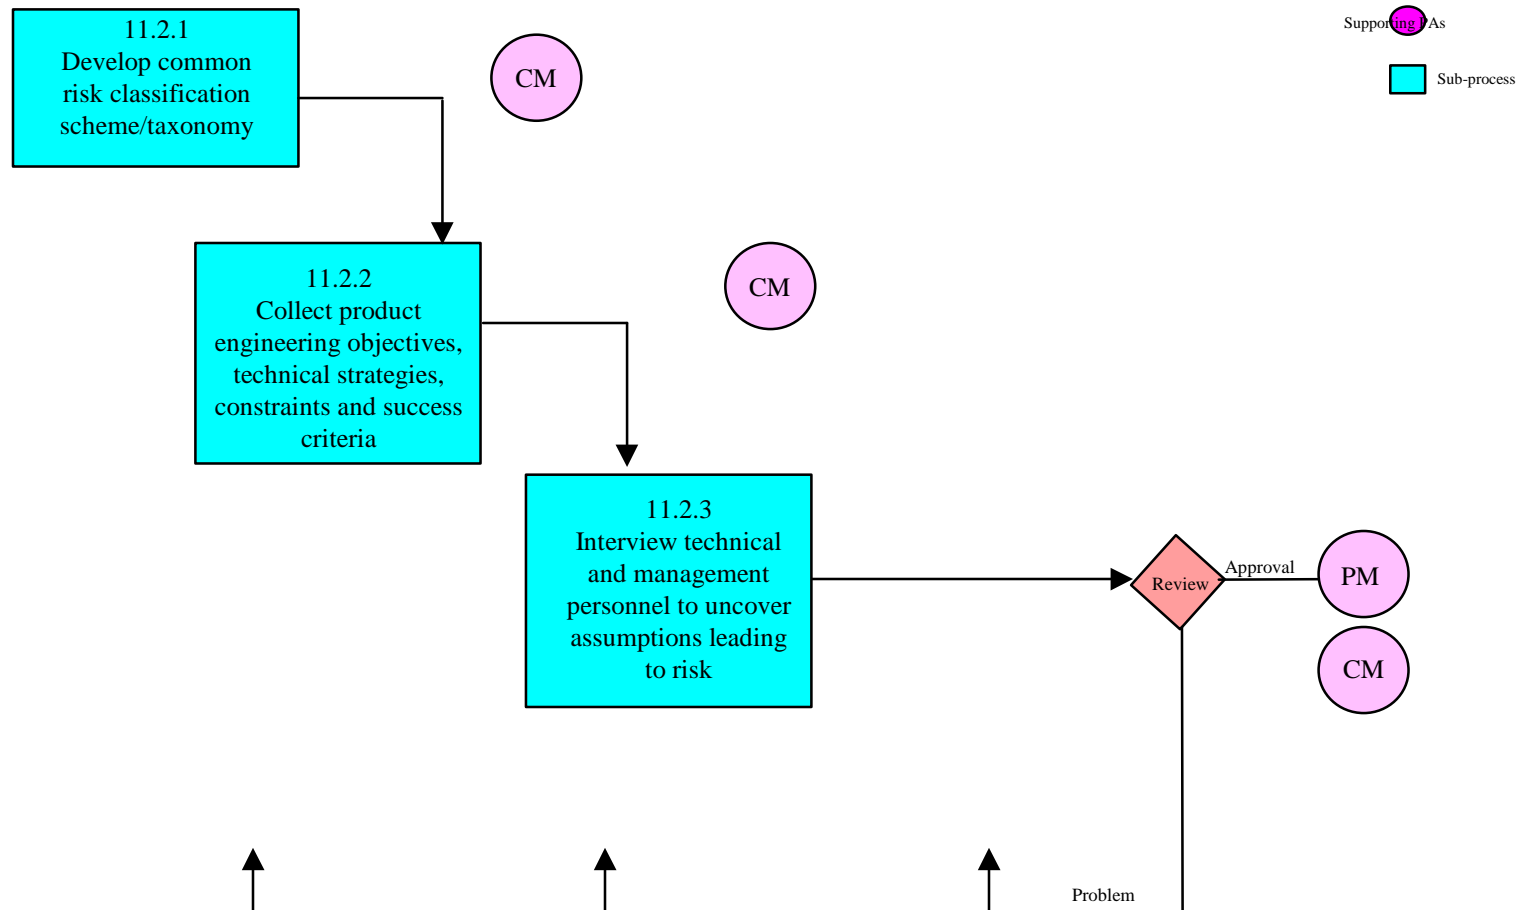 11.2.1
Develop common
risk classification
scheme/taxonomy
CM
Supporting PAs
Sub-process
11.2.2
Collect product
engineering objectives,
technical strategies,
constraints and success
criteria
CM
11.2.3
Interview technical
and management
personnel to uncover
assumptions leading
to risk
Review
Approval
PM
CM
Problem